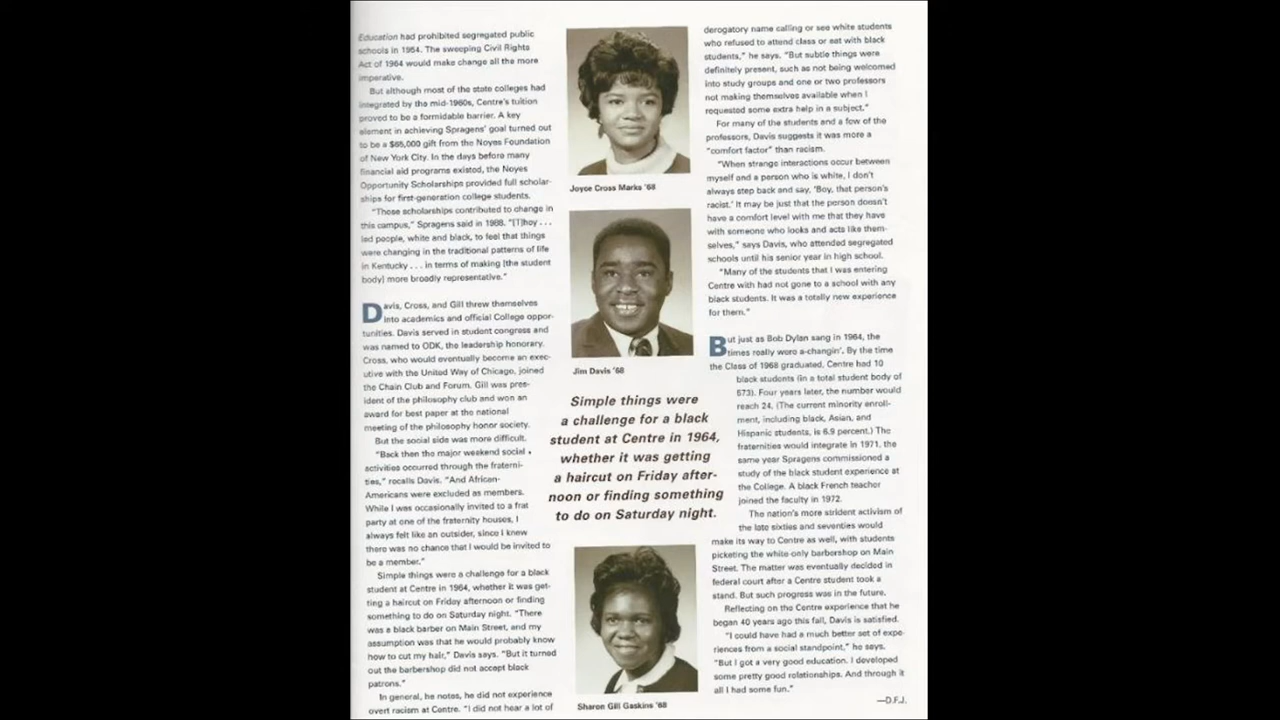 Education had prohibited segregated public
schools in 1954. The sweeping Civil Rights
Act of 1964 would make change all the more
imperative.
But although most of the state colleges had
integrated by the mid-1960s, Centre's tuition
proved to be a formidable barrier. A key
element in achieving Spragens' goal turned out
to be a $65,000 gift from the Noyes Foundation
of New York City. In the days before many
financial aid programs existed, the Noyes
Opportunity Scholarships provided full scholar-
ships for first-generation college students.
"Those scholarships contributed to change in
this campus," Spragens said in 1988. "[T]hey . . .
led people, white and black, to feel that things
were changing in the traditional patterns of life
in Kentucky . . . in terms of making [the student
body] more broadly representative."
Davis, Cross, and Gill threw themselves
into academics and official College oppor-
tunities. Davis served in student congress and
was named to ODK, the leadership honorary.
Cross, who would eventually become an exec-
utive with the United Way of Chicago, joined
the Chain Club and Forum. Gill was pres-
ident of the philosophy club and won an
award for best paper at the national
meeting of the philosophy honor society.
But the social side was more difficult.
"Back then the major weekend social
activities occurred through the fraterni-
ties," recalls Davis. "And African-
Americans were excluded as members.
While I was occasionally invited to a frat
party at one of the fraternity houses, I
always felt like an outsider, since I knew
there was no chance that I would be invited to
be a member."
Simple things were a challenge for a black
student at Centre in 1964, whether it was get-
ting a haircut on Friday afternoon or finding
something to do on Saturday night. "There
was a black barber on Main Street, and my
assumption was that he would probably know
how to cut my hair," Davis says. "But it turned
out the barbershop did not accept black
patrons."
In general, he notes, he did not experience
overt racism at Centre. "I did not hear a lot of
Joyce Cross Marks '68
Jim Davis '68
Simple things were
a challenge for a black
student at Centre in 1964,
whether it was getting
a haircut on Friday after-
noon or finding something
to do on Saturday night.
Sharon Gill Gaskins '68
derogatory name calling or see white students
who refused to attend class or eat with black
students," he says. "But subtle things were
definitely present, such as not being welcomed
into study groups and one or two professors
not making themselves available when I
requested some extra help in a subject."
For many of the students and a few of the
professors, Davis suggests it was more a
"comfort factor" than racism.
"When strange interactions occur between
myself and a person who is white, I don't
always step back and say, 'Boy, that person's
racist.' It may be just that the person doesn't
have a comfort level with me that they have
with someone who looks and acts like them-
selves," says Davis, who attended segregated
schools until his senior year in high school.
"Many of the students that I was entering
Centre with had not gone to a school with any
black students. It was a totally new experience
for them."
But just as Bob Dylan sang in 1964, the
times really were a-changin'. By the time
the Class of 1968 graduated, Centre had 10
black students (in a total student body of
673). Four years later, the number would
reach 24. (The current minority enroll-
ment, including black, Asian, and
Hispanic students, is 6.9 percent.) The
fraternities would integrate in 1971, the
same year Spragens commissioned a
study of the black student experience at
the College. A black French teacher
joined the faculty in 1972.
The nation's more strident activism of
the late sixties and seventies would
make its way to Centre as well, with students
picketing the white-only barbershop on Main
Street. The matter was eventually decided in
federal court after a Centre student took a
stand. But such progress was in the future.
Reflecting on the Centre experience that he
began 40 years ago this fall, Davis is satisfied.
"I could have had a much better set of expe-
riences from a social standpoint," he says.
"But I got a very good education. I developed
some pretty good relationships. And through it
all I had some fun."
—D.F.J.